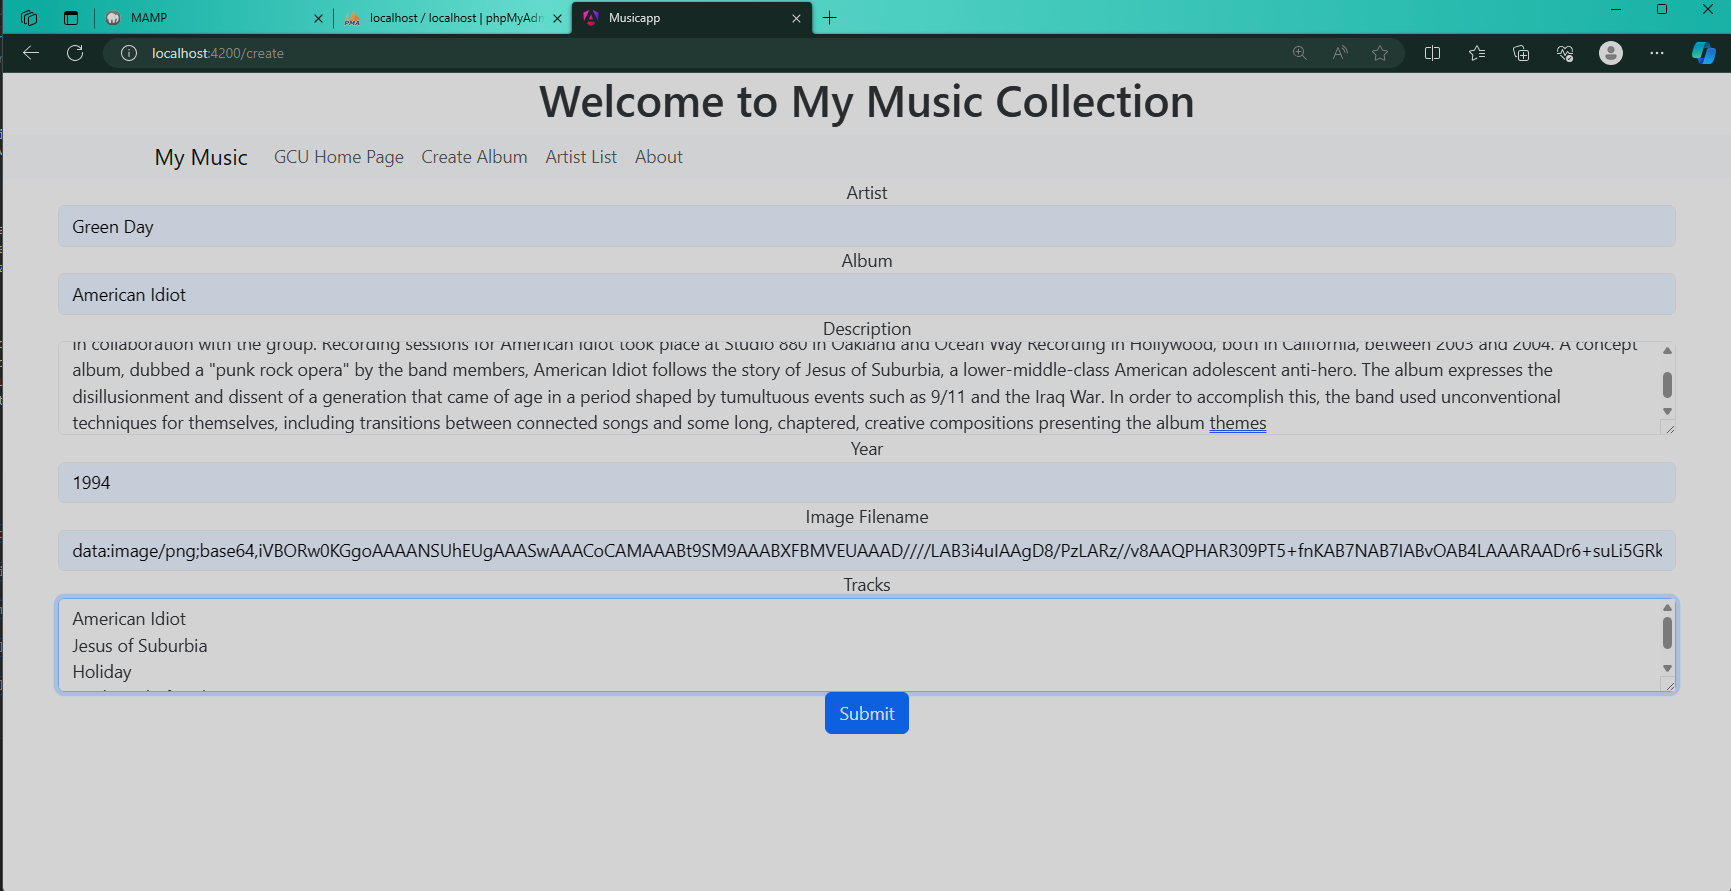 MAMP
localhost / localhost | phpMyAdm
Musicapp
localhost:4200/create
Welcome to My Music Collection
My Music GCU Home Page Create Album Artist List About
Artist
Green Day
Album
American Idiot
Description
in collaboration with the group. Recording sessions for American Idiot took place at Studio 880 in Oakland and Ocean Way Recording in Hollywood, both in California, between 2003 and 2004. A concept
album, dubbed a "punk rock opera" by the band members, American Idiot follows the story of Jesus of Suburbia, a lower-middle-class American adolescent anti-hero. The album expresses the
disillusionment and dissent of a generation that came of age in a period shaped by tumultuous events such as 9/11 and the Iraq War. In order to accomplish this, the band used unconventional
techniques for themselves, including transitions between connected songs and some long, chaptered, creative compositions presenting the album themes
Year
1994
Image Filename
data:image/png;base64,iVBORw0KGgoAAAANSUhEUgAAASwAAACoCAMAAABt9SM9AAABXFBMVEUAAAD////LAB3i4uIAAgD8/PzLARz//v8AAQPHAR309PT5+fnKAB7NAB7IABvOAB4LAAARAADr6+suLi5GRk
Tracks
American Idiot
Jesus of Suburbia
Holiday
Submit